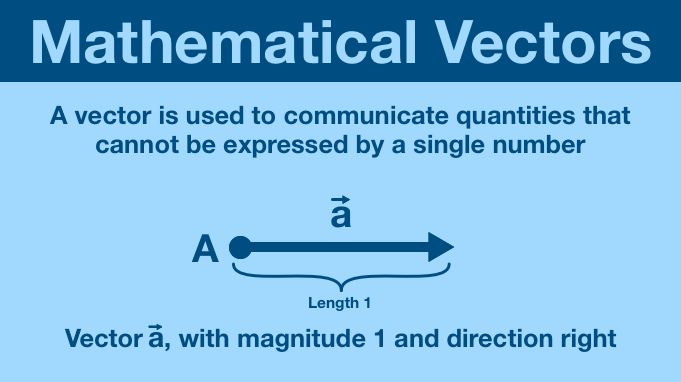 Mathematical Vectors
A vector is used to communicate quantities that
cannot be expressed by a single number
a⃗
A
Length 1
Vector a⃗, with magnitude 1 and direction right